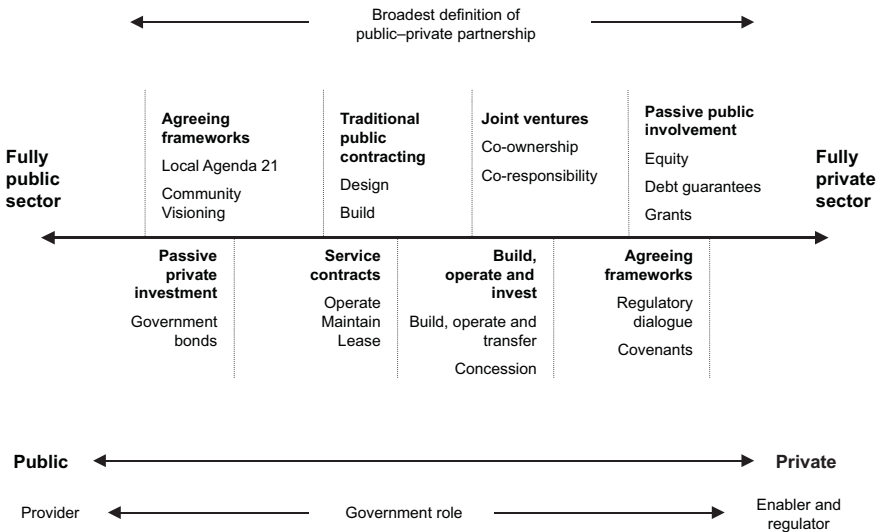 Broadest definition of
public–private partnership
Fully
public
sector
Agreeing
frameworks
Local Agenda 21
Community
Visioning
Traditional
public
contracting
Design
Build
Joint ventures
Co-ownership
Co-responsibility
Passive public
involvement
Equity
Debt guarantees
Grants
Fully
private
sector
Passive
private
investment
Government
bonds
Service
contracts
Operate
Maintain
Lease
Build,
operate and
invest
Build, operate and
transfer
Concession
Agreeing
frameworks
Regulatory
dialogue
Covenants
Public
Private
Provider
Government role
Enabler and
regulator